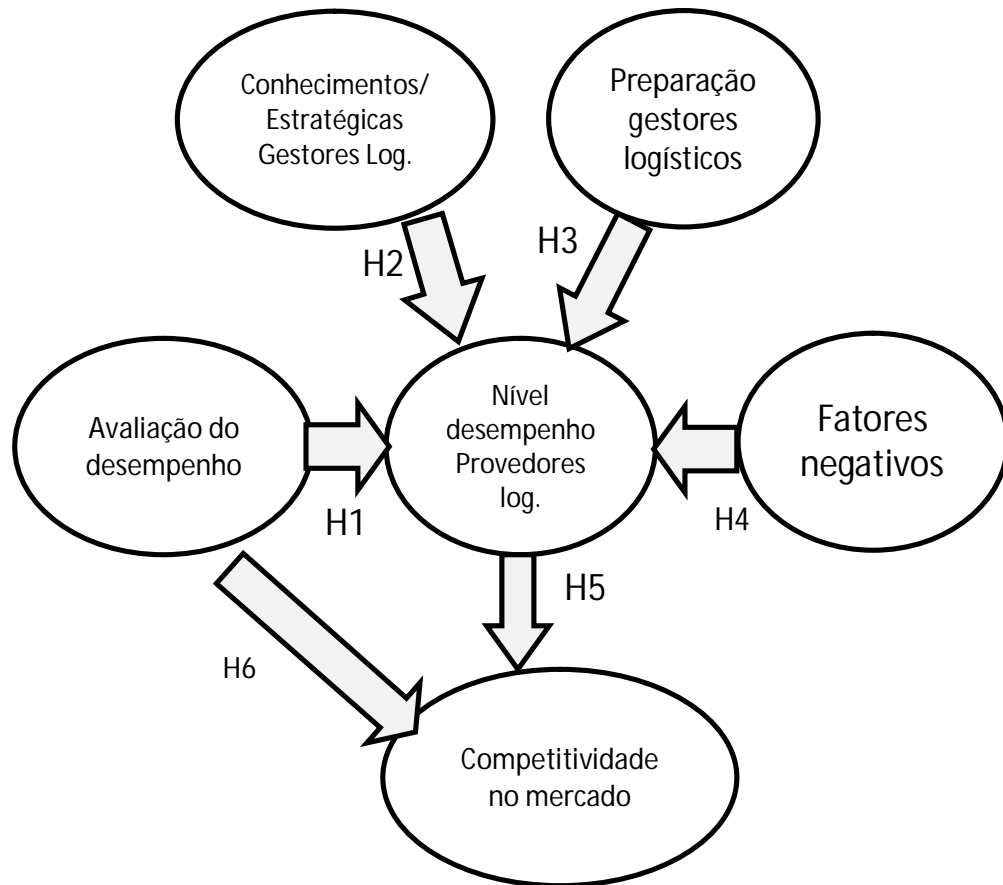 Conhecimentos/
Estratégicas
Gestores Log.
Preparação
gestores
logísticos
H2
H3
Avaliação do
desempenho
Nível
desempenho
Provedores
log.
Fatores
negativos
H1
H4
H5
H6
Competitividade
no mercado